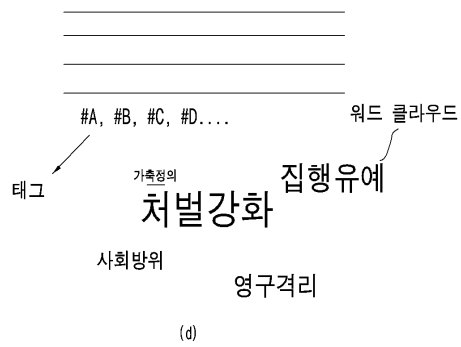 #A, #B, #C, #D....
워드 클라우드
태그
가축정의
집행유예
처벌강화
사회방위
영구격리
(d)